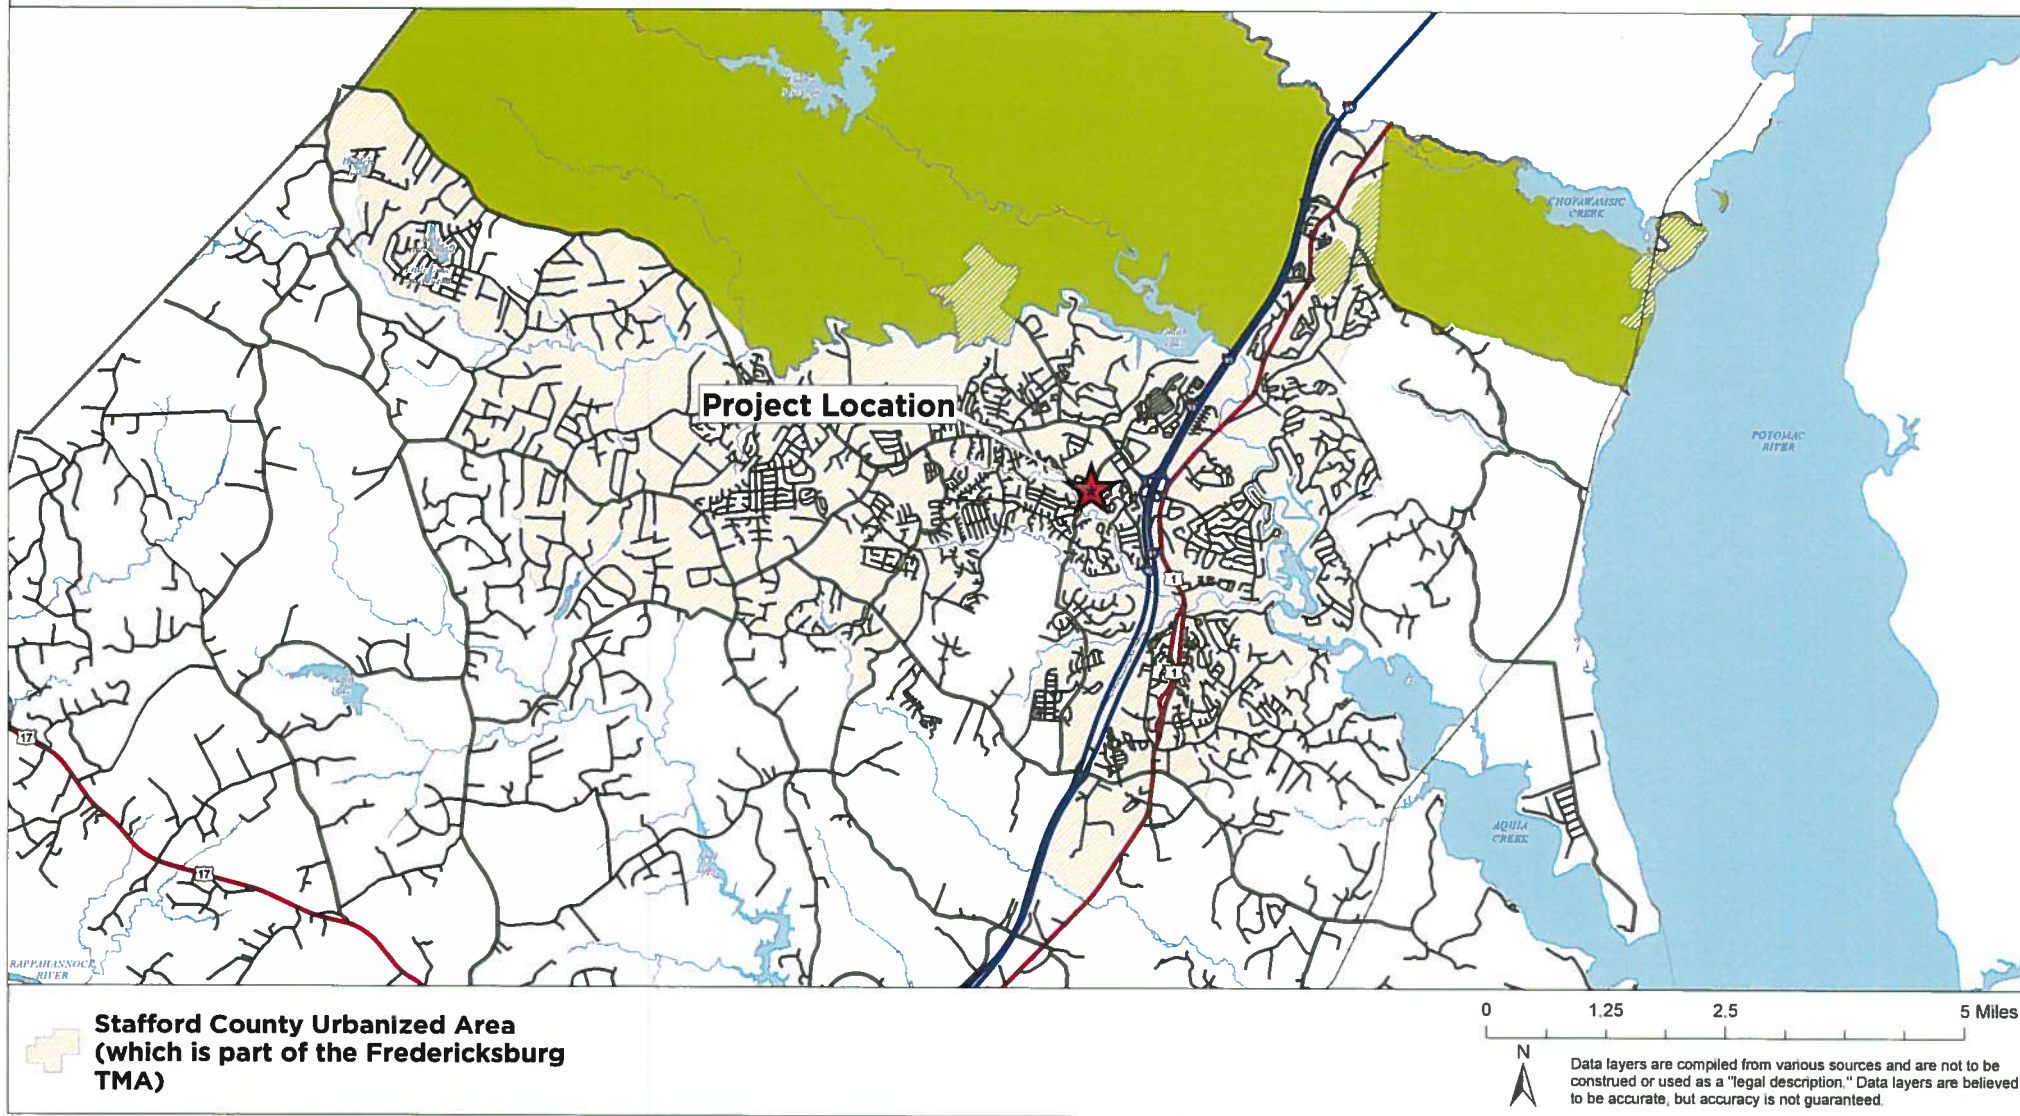 CHOPAWAMSIC
CREEK
Project Location
POTOMAC
RIVER
1
1
17
AQUIA
CREEK
17
RAPPAHANNOCK
RIVER
Stafford County Urbanized Area
(which is part of the Fredericksburg
TMA)
0 1.25 2.5 5 Miles
N
Data layers are compiled from various sources and are not to be
construed or used as a "legal description." Data layers are believed
to be accurate, but accuracy is not guaranteed.